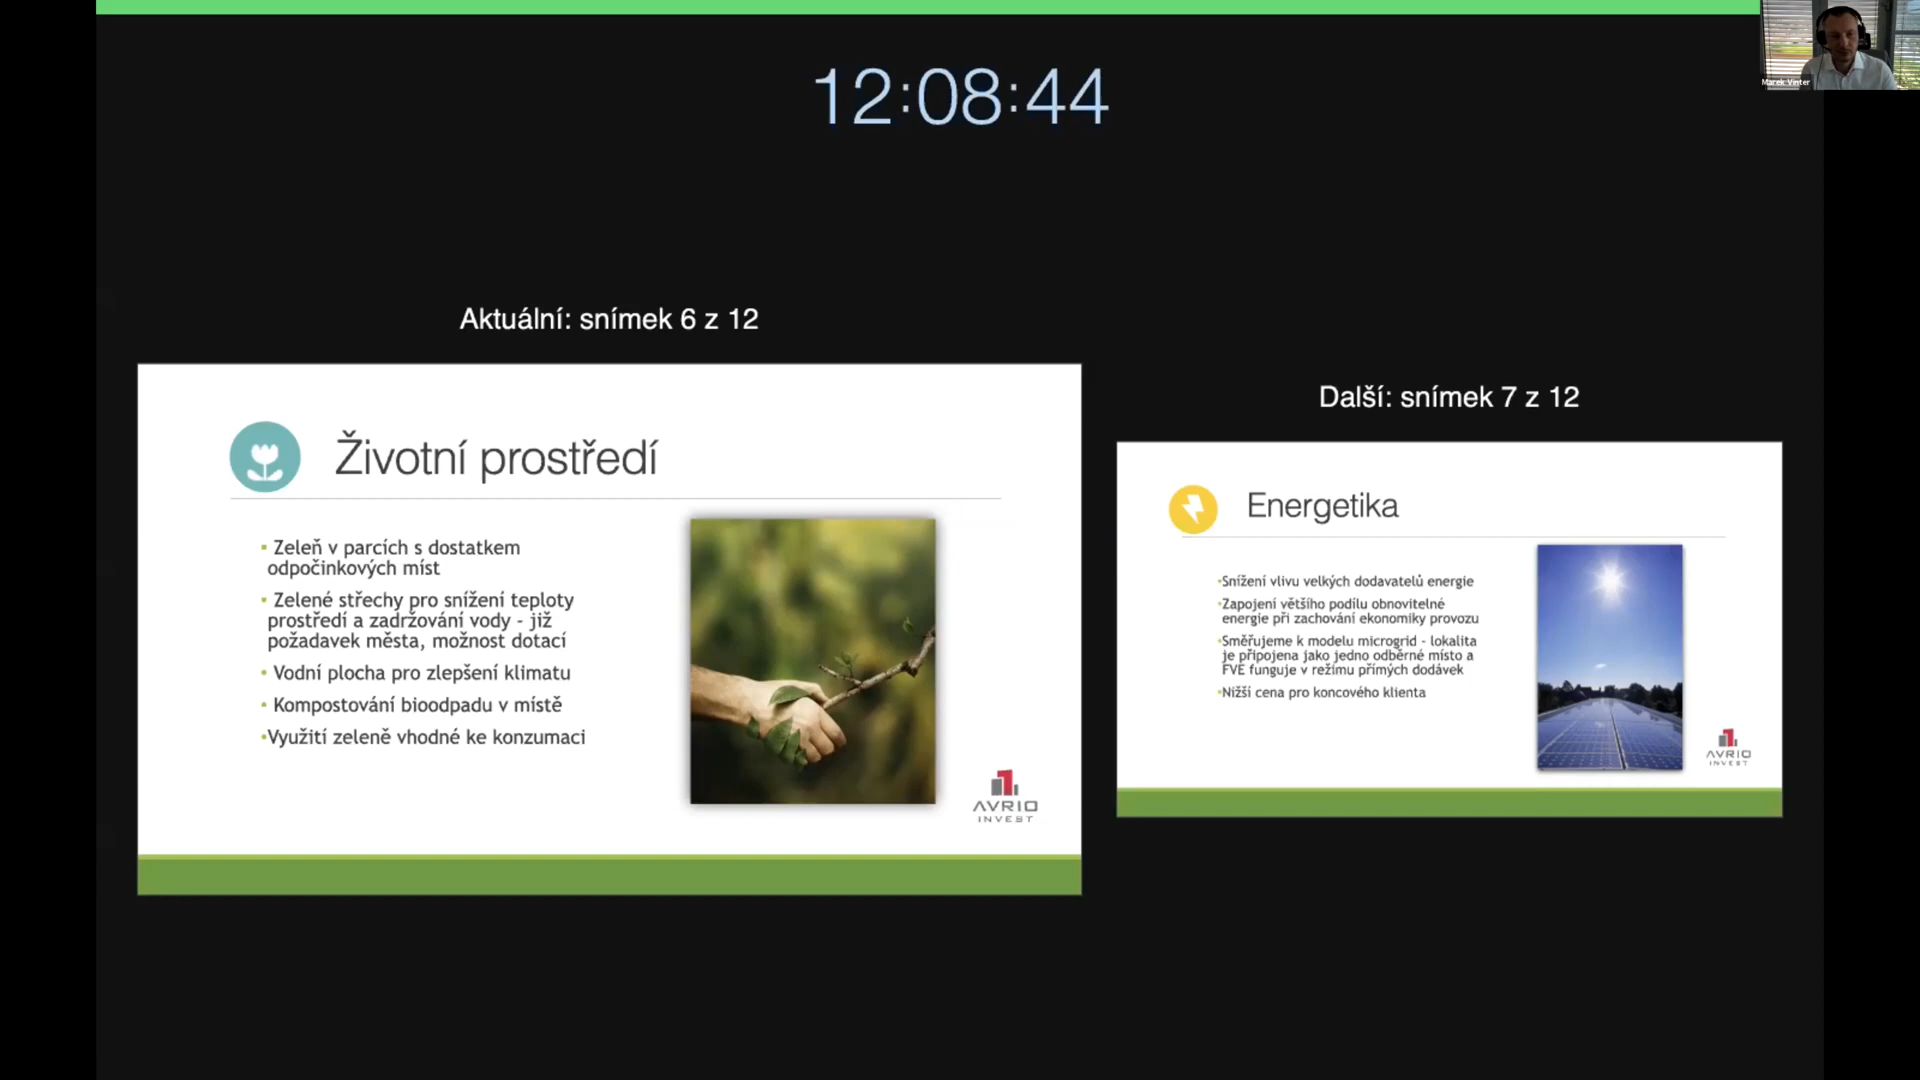 12:08:44
Marek Vinter
Aktuální: snímek 6 z 12
Životní prostředí
▪ Zeleň v parcích s dostatkem
odpočinkových míst
▪ Zelené střechy pro snížení teploty
prostředí a zadržování vody - již
požadavek města, možnost dotací
▪ Vodní plocha pro zlepšení klimatu
▪ Kompostování bioodpadu v místě
▪Využití zeleně vhodné ke konzumaci
AVRIO
INVEST
Další: snímek 7 z 12
Energetika
▪Snížení vlivu velkých dodavatelů energie
▪Zapojení většího podílu obnovitelné
energie při zachování ekonomiky provozu
▪Směřujeme k modelu microgrid - lokalita
je připojena jako jedno odběrné místo a
FVE funguje v režímu přímých dodávek
▪Nižší cena pro koncového klienta
AVRIO
INVEST